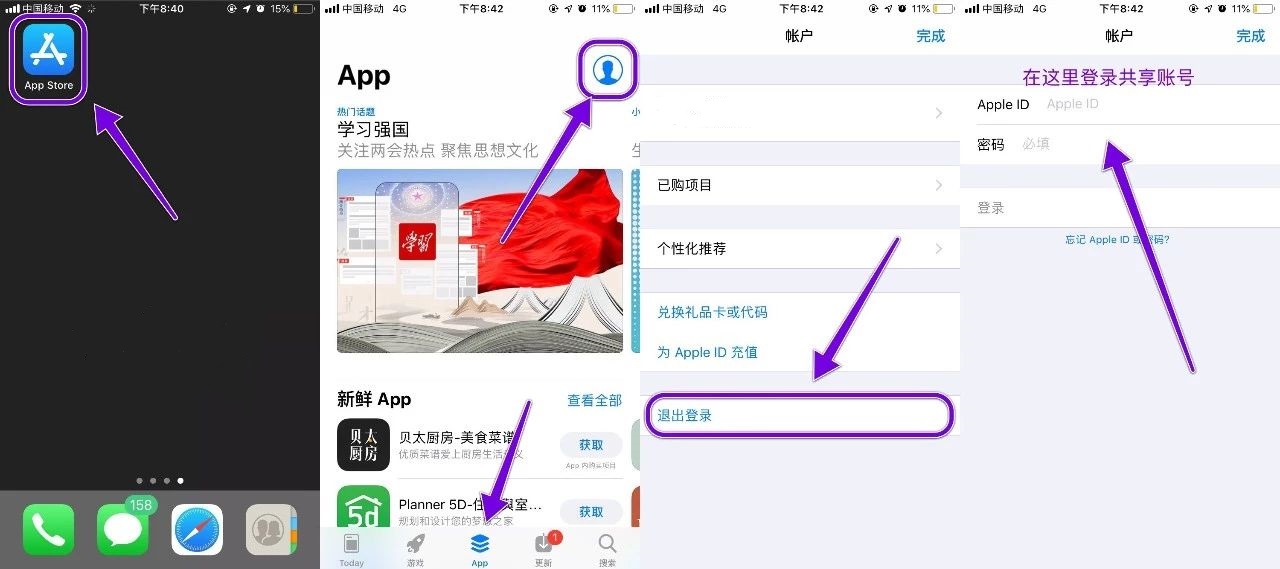 中国移动
下午8:40
15%
App Store
158
中国移动 4G
下午8:42
11%
App
热门话题
学习强国
关注两会热点 聚焦思想文化
小
生
学習
新鲜 App
查看全部
贝太厨房
贝太厨房-美食菜谱
优质菜谱爱上厨房生活
获取
App 内购买项目
5d
Planner 5D-
规划和设计您的梦想之家
获取
Today
游戏
App
1
更新
搜索
中国移动 4G
下午8:42
11%
帐户
完成
已购项目
个性化推荐
兑换礼品卡或代码
为 Apple ID 充值
退出登录
中国移动 4G
下午8:42
11%
帐户
完成
在这里登录共享账号
Apple ID Apple ID
密码 必填
登录
忘记 Apple ID 或密码?